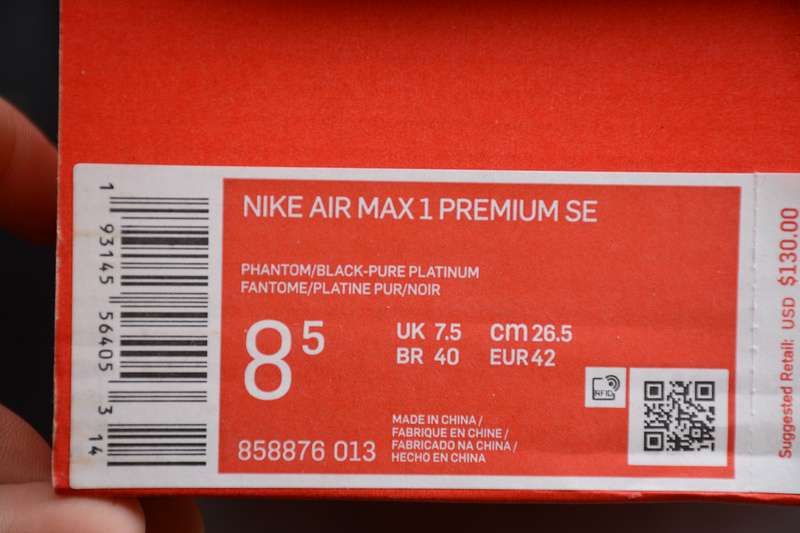 NIKE AIR MAX 1 PREMIUM SE
PHANTOM/BLACK-PURE PLATINUM
FANTOME/PLATINE PUR/NOIR
8 5
UK 7.5 cm 26.5
BR 40 EUR 42
RFID
858876 013
MADE IN CHINA /
FABRIQUE EN CHINE /
FABRICADO NA CHINA /
HECHO EN CHINA
1 93145 56405 3 14
Suggested Retail: USD $130.00